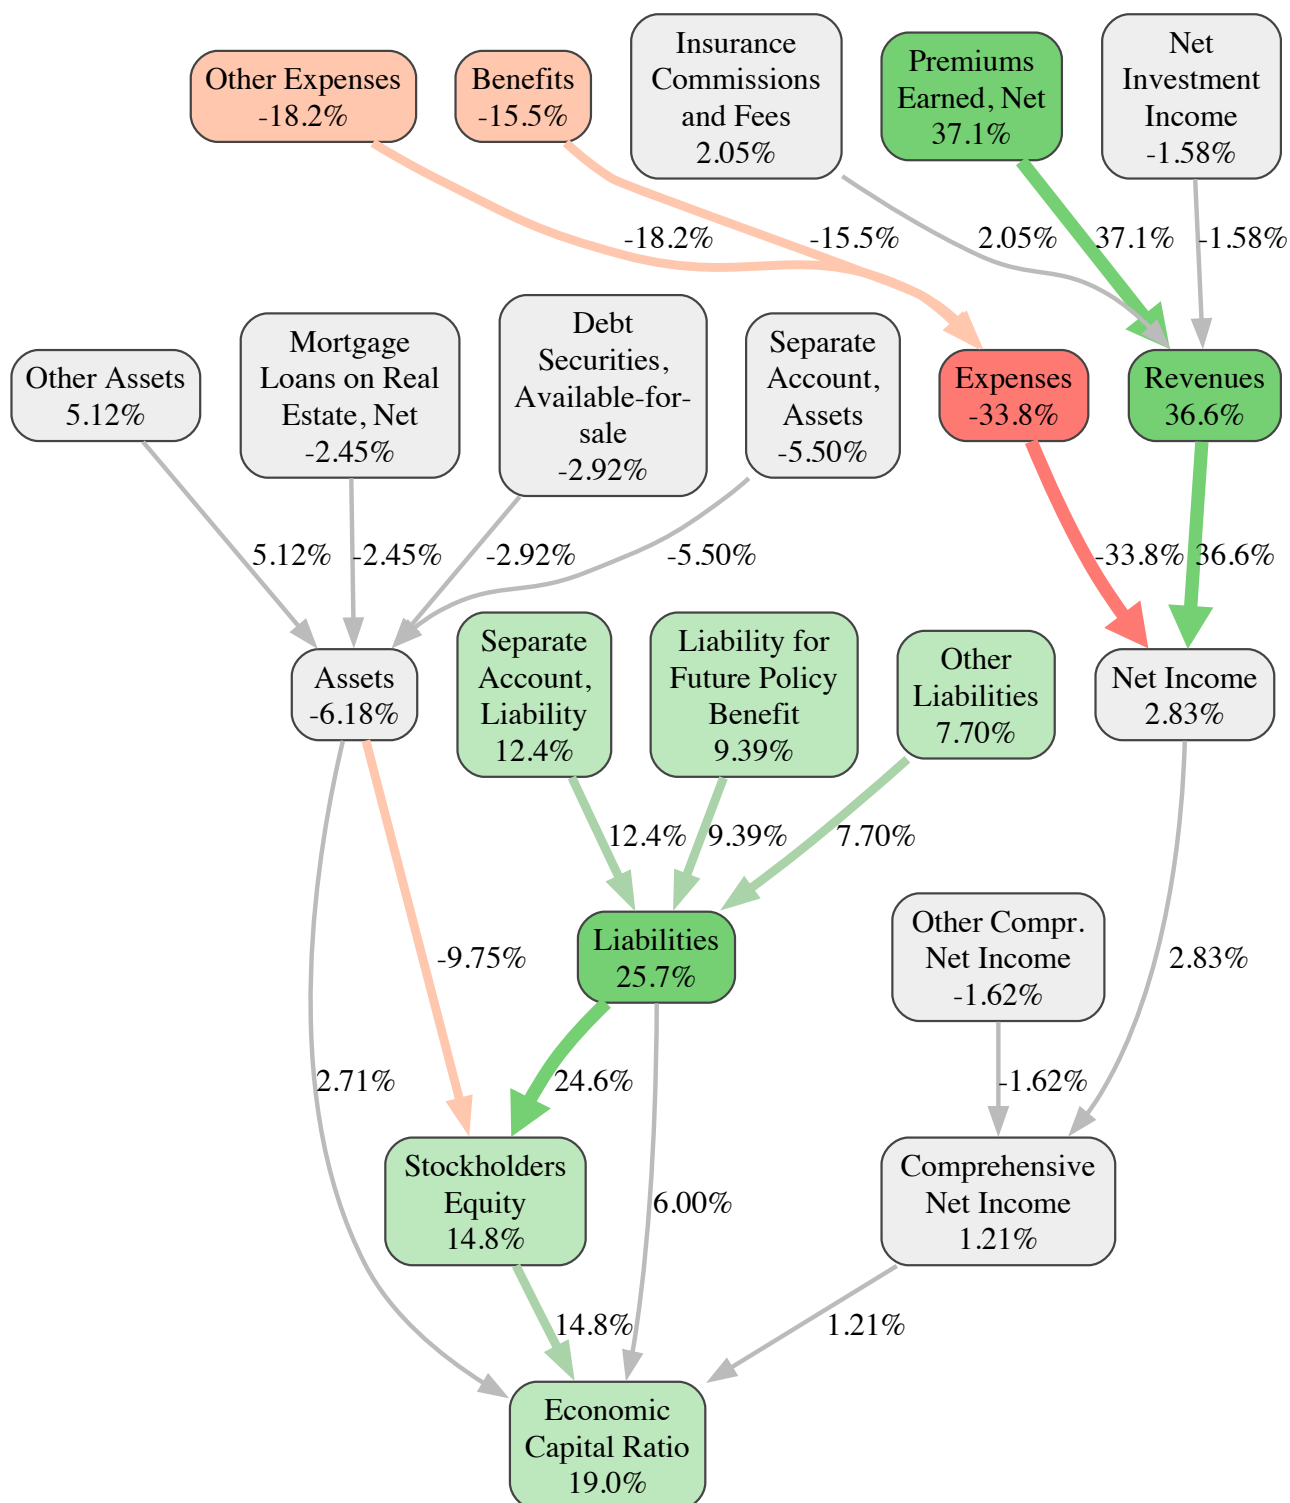 Other Expenses
-18.2%
Benefits
-15.5%
Insurance
Commissions
and Fees
2.05%
Premiums
Earned, Net
37.1%
Net
Investment
Income
-1.58%
-18.2%
-15.5%
2.05%
37.1%
-1.58%
Other Assets
5.12%
Mortgage
Loans on Real
Estate, Net
-2.45%
Debt
Securities,
Available-for-
sale
-2.92%
Separate
Account,
Assets
-5.50%
Expenses
-33.8%
Revenues
36.6%
5.12%
-2.45%
-2.92%
-5.50%
-33.8%
36.6%
Assets
-6.18%
Separate
Account,
Liability
12.4%
Liability for
Future Policy
Benefit
9.39%
Other
Liabilities
7.70%
Net Income
2.83%
12.4%
9.39%
7.70%
Liabilities
25.7%
Other Compr.
Net Income
-1.62%
-9.75%
2.83%
2.71%
24.6%
-1.62%
Stockholders
Equity
14.8%
6.00%
Comprehensive
Net Income
1.21%
14.8%
1.21%
Economic
Capital Ratio
19.0%